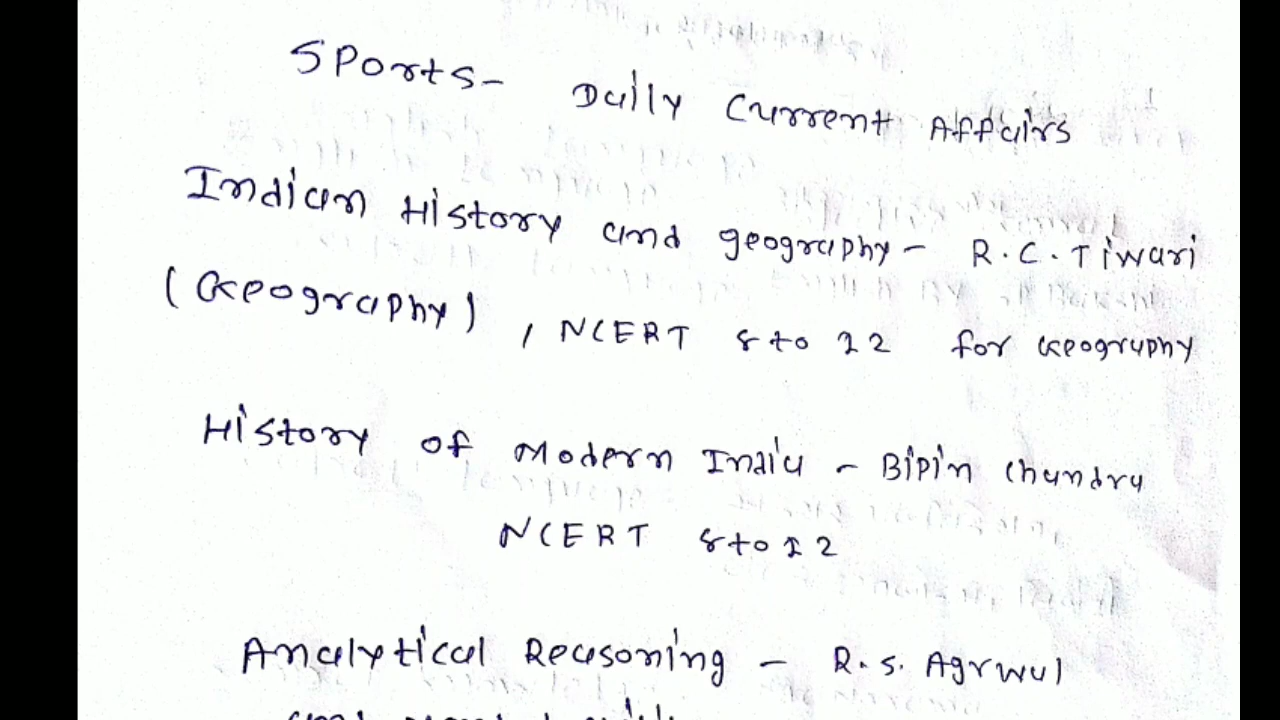 Sports - Daily Current Affairs
Indian History and geography - R.C. Tiwari
(Geography), NCERT 8 to 12 for Geography
History of Modern India - Bipin Chandra
NCERT 8 to 12
Analytical Reasoning - R.S. Agrwal